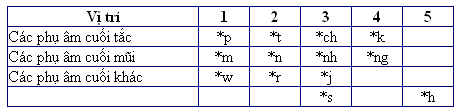 Vị trí 1 2 3 4 5
Các phụ âm cuối tắc *p *t *ch *k
Các phụ âm cuối mũi *m *n *nh *ng
Các phụ âm cuối khác *w *r *j
*s *h